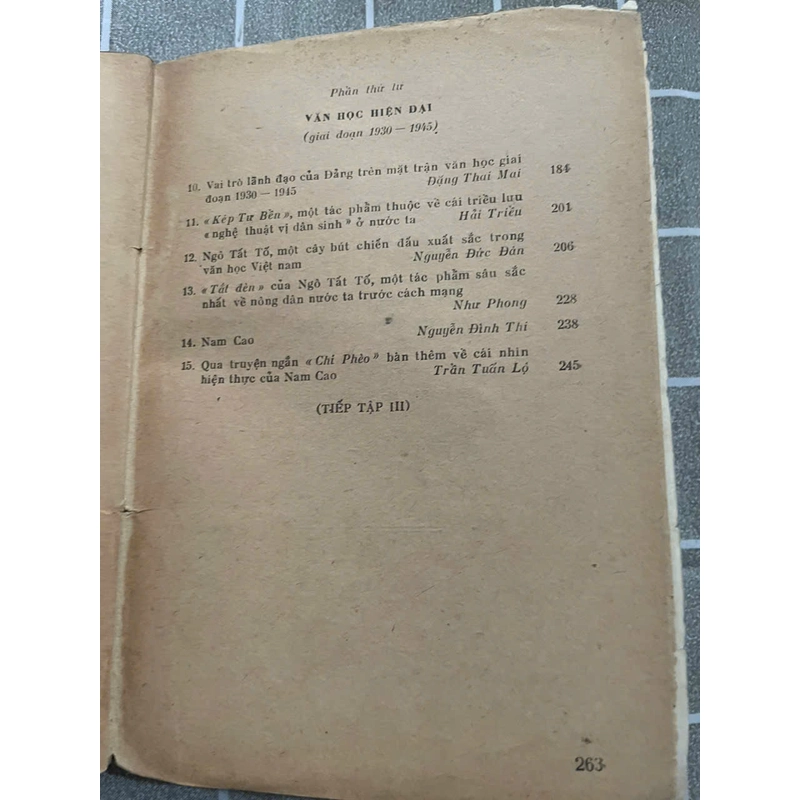 Phần thứ tư
VĂN HỌC HIỆN ĐẠI
(giai đoạn 1930 — 1945)
10. Vai trò lãnh đạo của Đảng trên mặt trận văn học giai
đoạn 1930 — 1945 Đặng Thai Mai 184
11. «Kép Tư Bền», một tác phẩm thuộc về cái triều lưu
«nghệ thuật vị dân sinh» ở nước ta Hải Triều 201
12. Ngô Tất Tố, một cây bút chiến đấu xuất sắc trong
văn học Việt nam Nguyễn Đức Đàn 206
13. «Tắt đèn» của Ngô Tất Tố, một tác phẩm sâu sắc
nhất về nông dân nước ta trước cách mạng
Như Phong 228
14. Nam Cao Nguyễn Đình Thi 238
15. Qua truyện ngắn «Chí Phèo» bàn thêm về cái nhìn
hiện thực của Nam Cao Trần Tuấn Lộ 245
(TIẾP TẬP III)
263